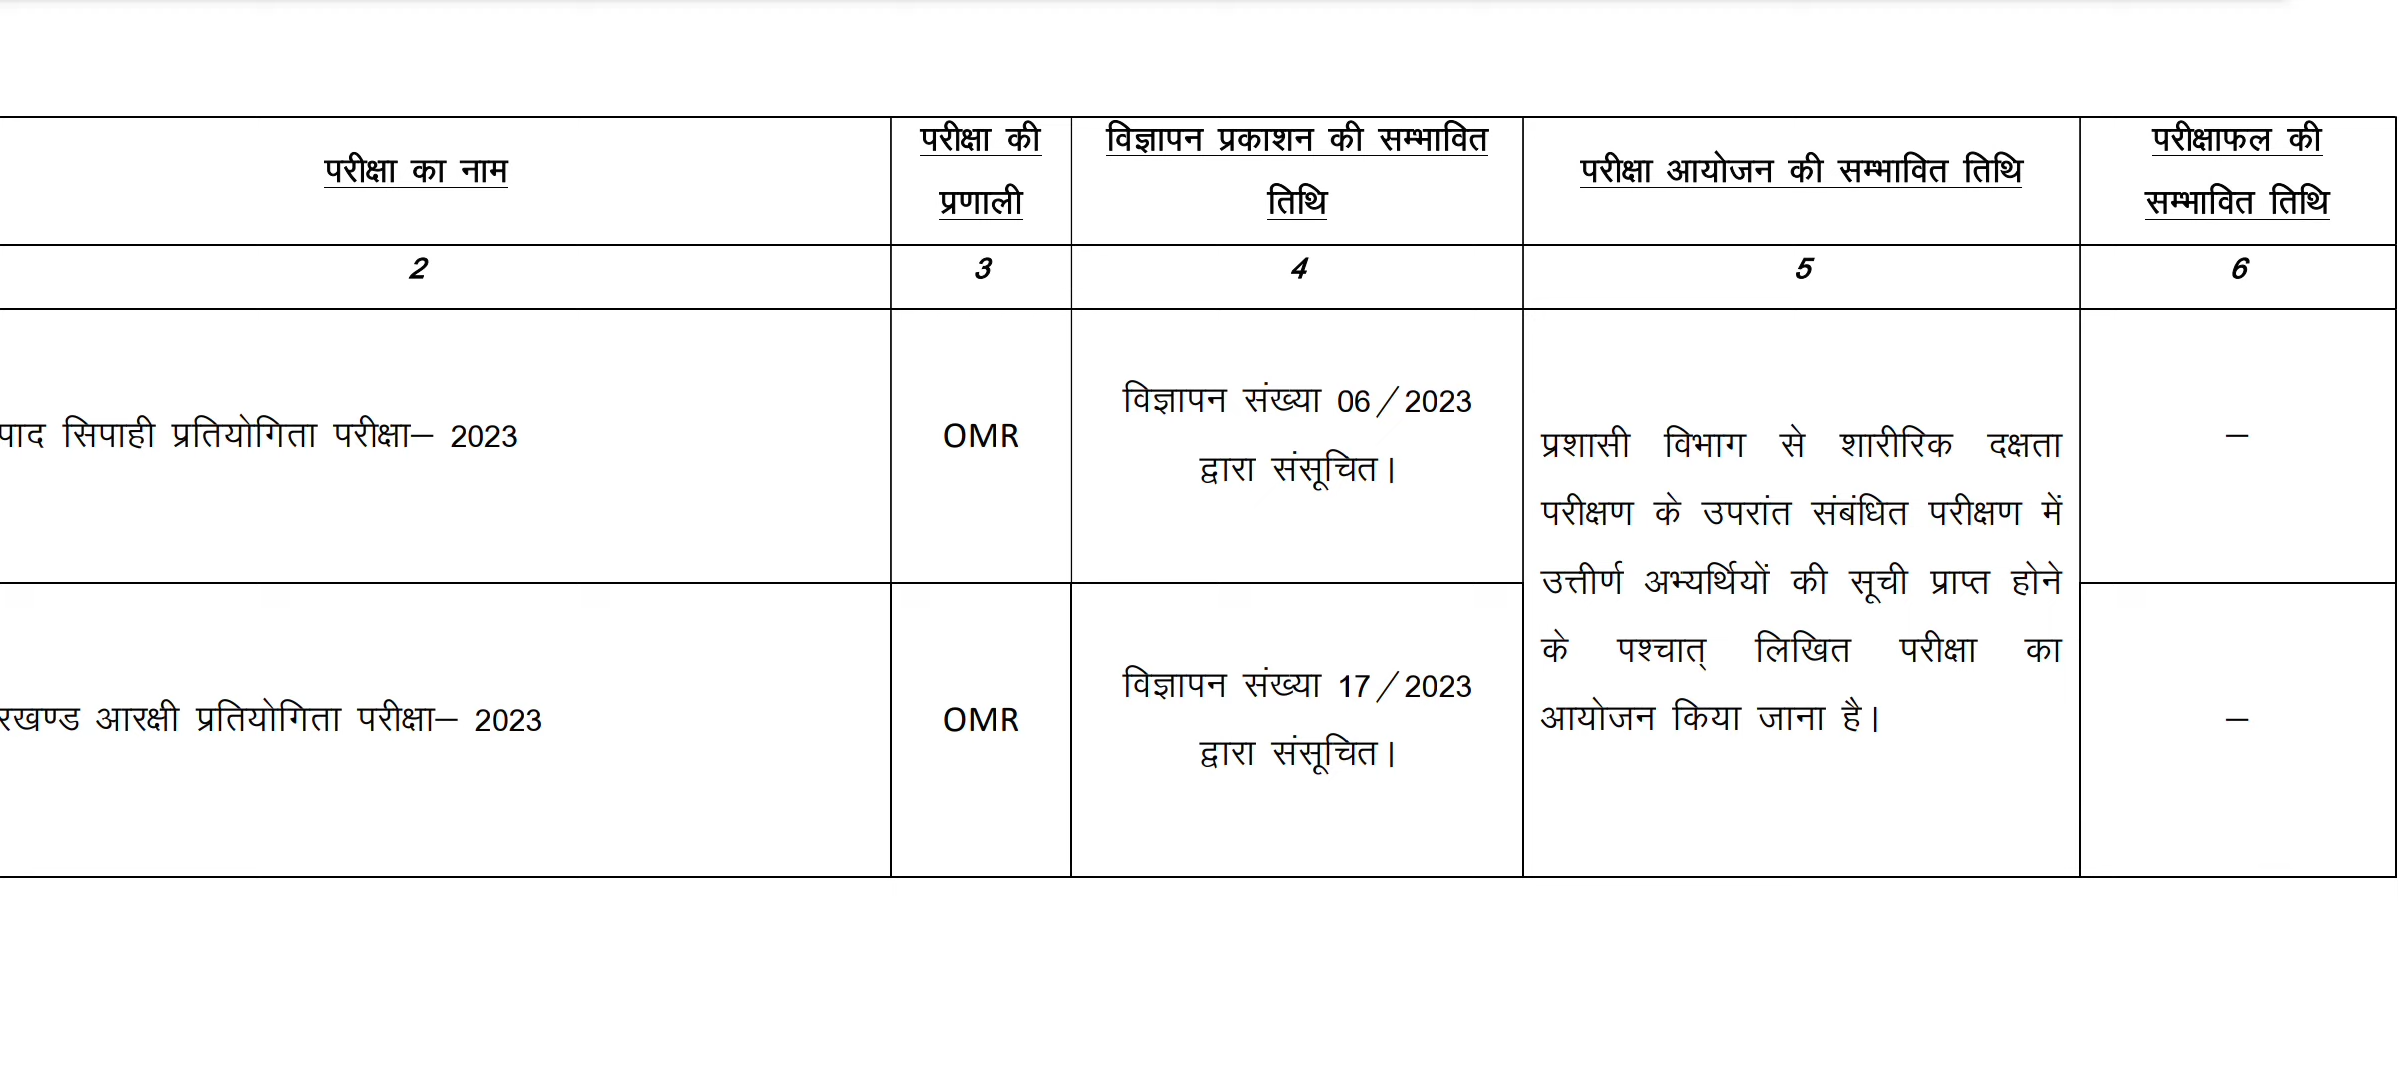 परीक्षा का नाम
परीक्षा की
प्रणाली
विज्ञापन प्रकाशन की सम्भावित
तिथि
परीक्षा आयोजन की सम्भावित तिथि
परीक्षाफल की
सम्भावित तिथि
2 3 4 5 6
सिपाही प्रतियोगिता परीक्षा– 2023
OMR
विज्ञापन संख्या 06/2023
द्वारा संसूचित।
प्रशासी विभाग से शारीरिक दक्षता
परीक्षण के उपरांत संबंधित परीक्षण में
उत्तीर्ण अभ्यर्थियों की सूची प्राप्त होने
के पश्चात् लिखित परीक्षा का
आयोजन किया जाना है।
–
आरक्षी प्रतियोगिता परीक्षा– 2023
OMR
विज्ञापन संख्या 17/2023
द्वारा संसूचित।
–